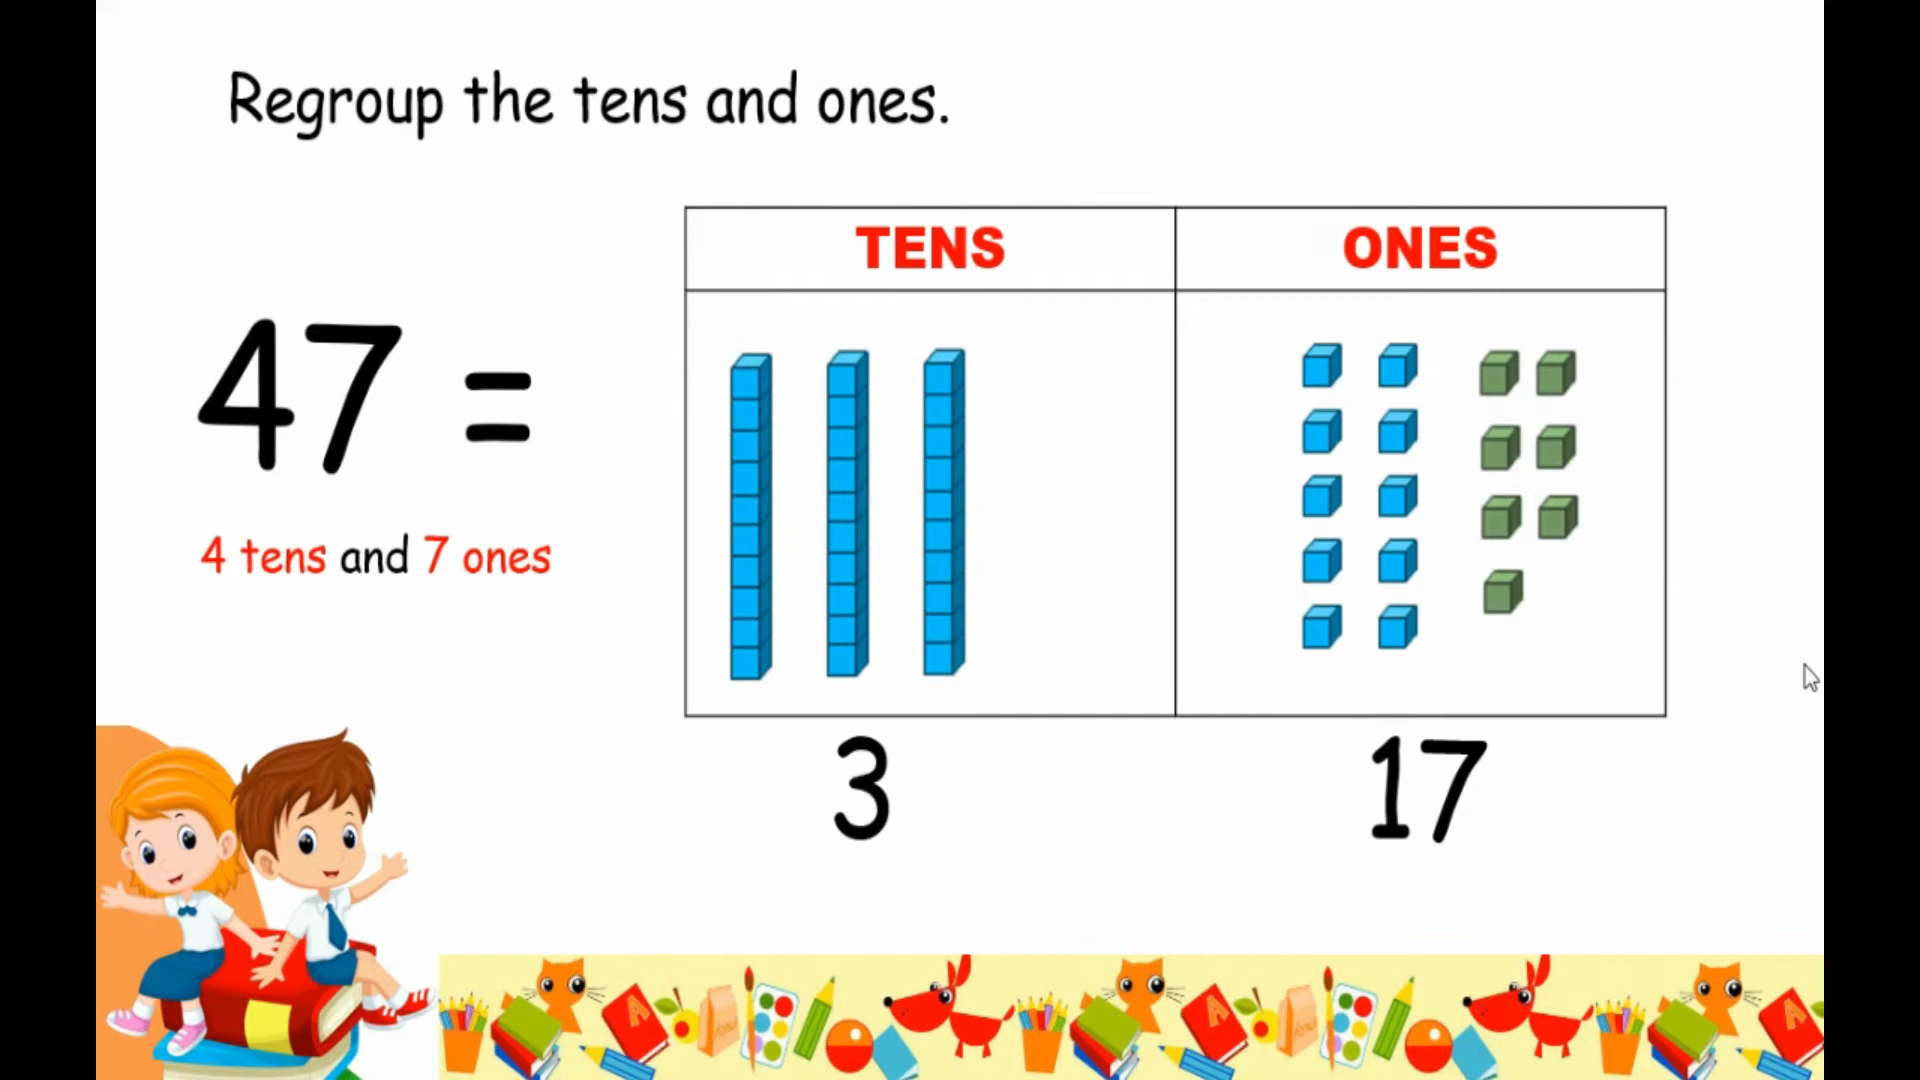 Regroup the tens and ones.
TENS ONES
47 =
4 tens and 7 ones
3 17
A
A
A